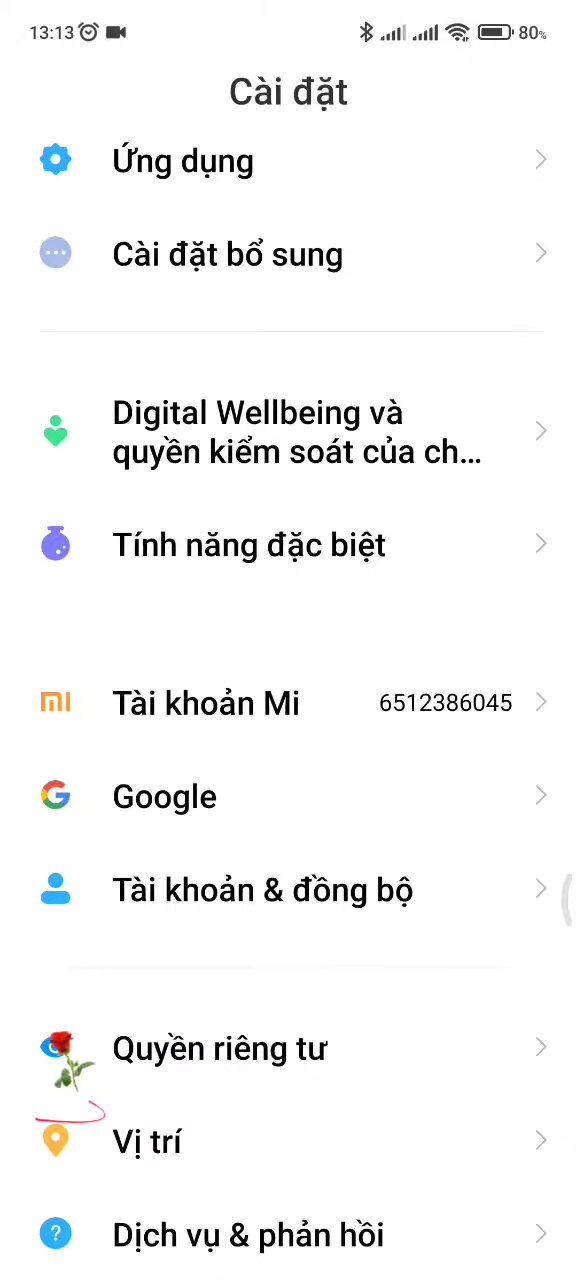 13:13 80%
Cài đặt
Ứng dụng
Cài đặt bổ sung
Digital Wellbeing và
quyền kiểm soát của ch...
Tính năng đặc biệt
Tài khoản Mi 6512386045
Google
Tài khoản & đồng bộ
Quyền riêng tư
Vị trí
Dịch vụ & phản hồi